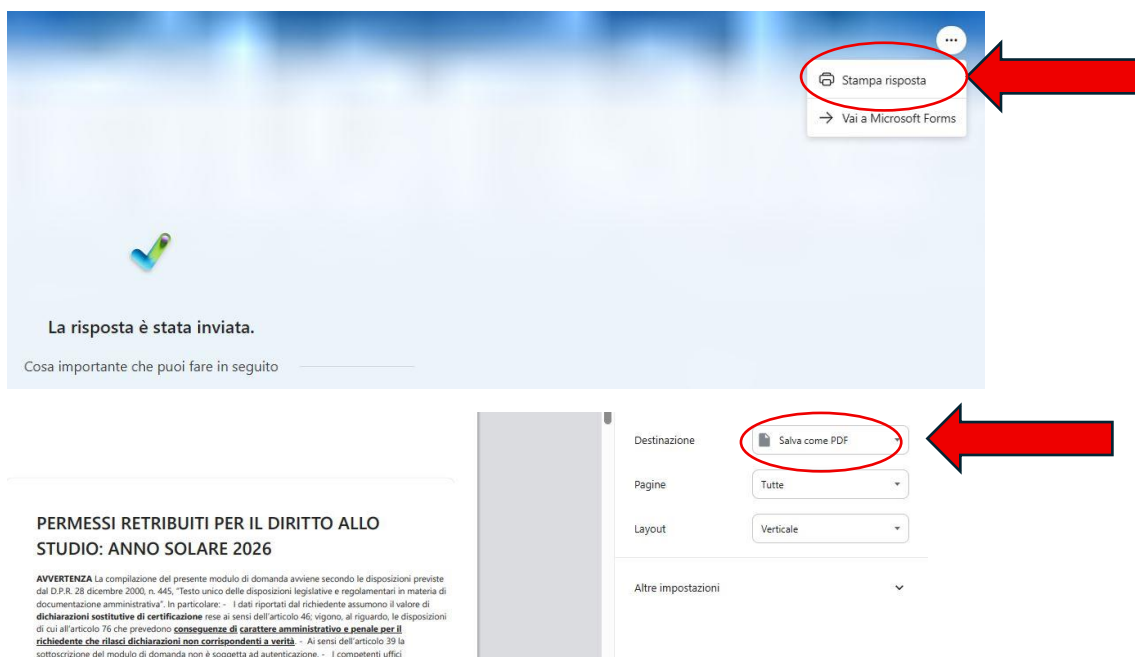 Stampa risposta
Vai a Microsoft Forms
La risposta è stata inviata.
Cosa importante che puoi fare in seguito
Destinazione
Salva come PDF
Pagine
Tutte
Layout
Verticale
Altre impostazioni
PERMESSI RETRIBUITI PER IL DIRITTO ALLO
STUDIO: ANNO SOLARE 2026
AVVERTENZA La compilazione del presente modulo di domanda avviene secondo le disposizioni previste
dal D.P.R. 28 dicembre 2000, n. 445, "Testo unico delle disposizioni legislative e regolamentari in materia di
documentazione amministrativa". In particolare: - I dati riportati dal richiedente assumono il valore di
dichiarazioni sostitutive di certificazione rese ai sensi dell'articolo 46; vigono, al riguardo, le disposizioni
di cui all'articolo 76 che prevedono conseguenze di carattere amministrativo e penale per il
richiedente che rilasci dichiarazioni non corrispondenti a verità. - Ai sensi dell'articolo 39 la
sottoscrizione del modulo di domanda non è soggetta ad autenticazione. - I competenti uffici